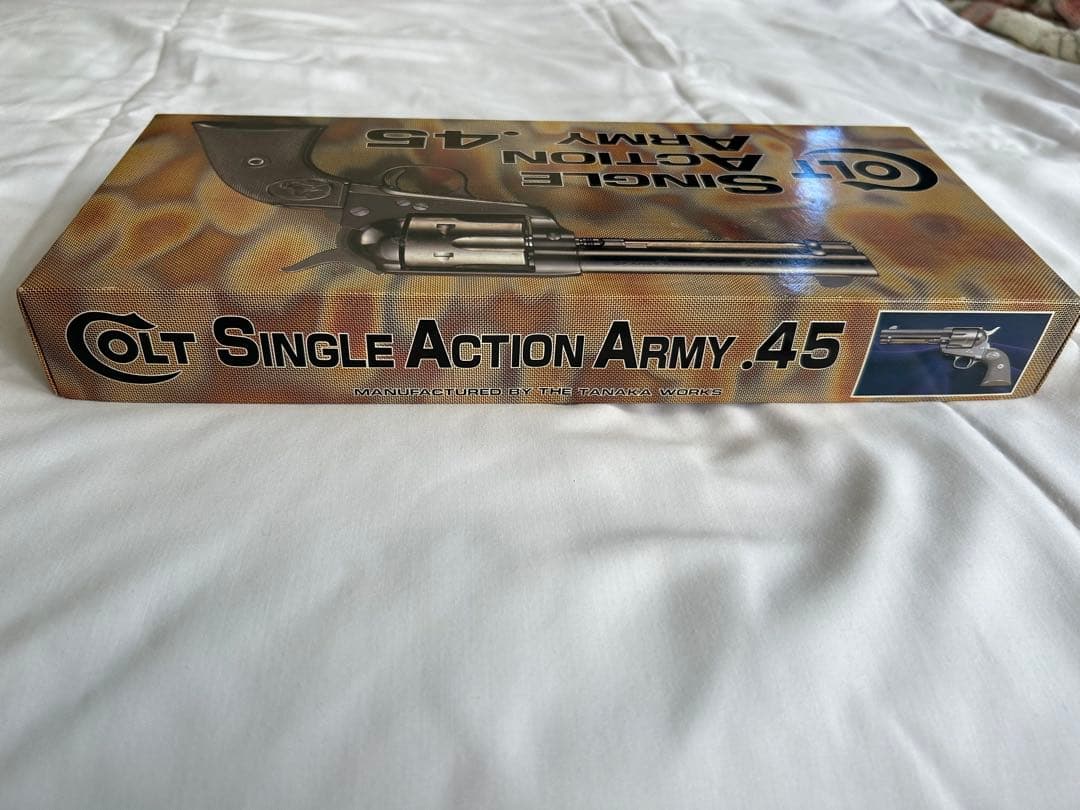 COLT
SINGLE
ACTION
ARMY .45
COLT SINGLE ACTION ARMY .45
MANUFACTURED BY THE TANAKA WORKS